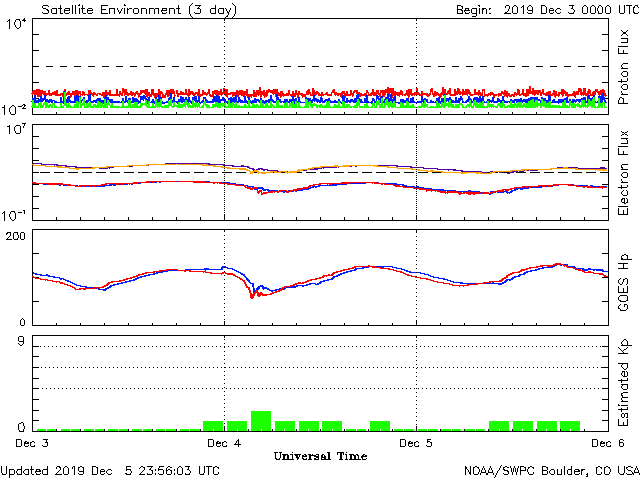 Satellite Environment (3 day)
Begin: 2019 Dec 3 0000 UTC
10^4
10^-2
Proton Flux
10^7
10^-1
Electron Flux
200
0
GOES Hp
9
0
Estimated Kp
Dec 3 Dec 4 Dec 5 Dec 6
Universal Time
Updated 2019 Dec 5 23:56:03 UTC
NOAA/SWPC Boulder, CO USA